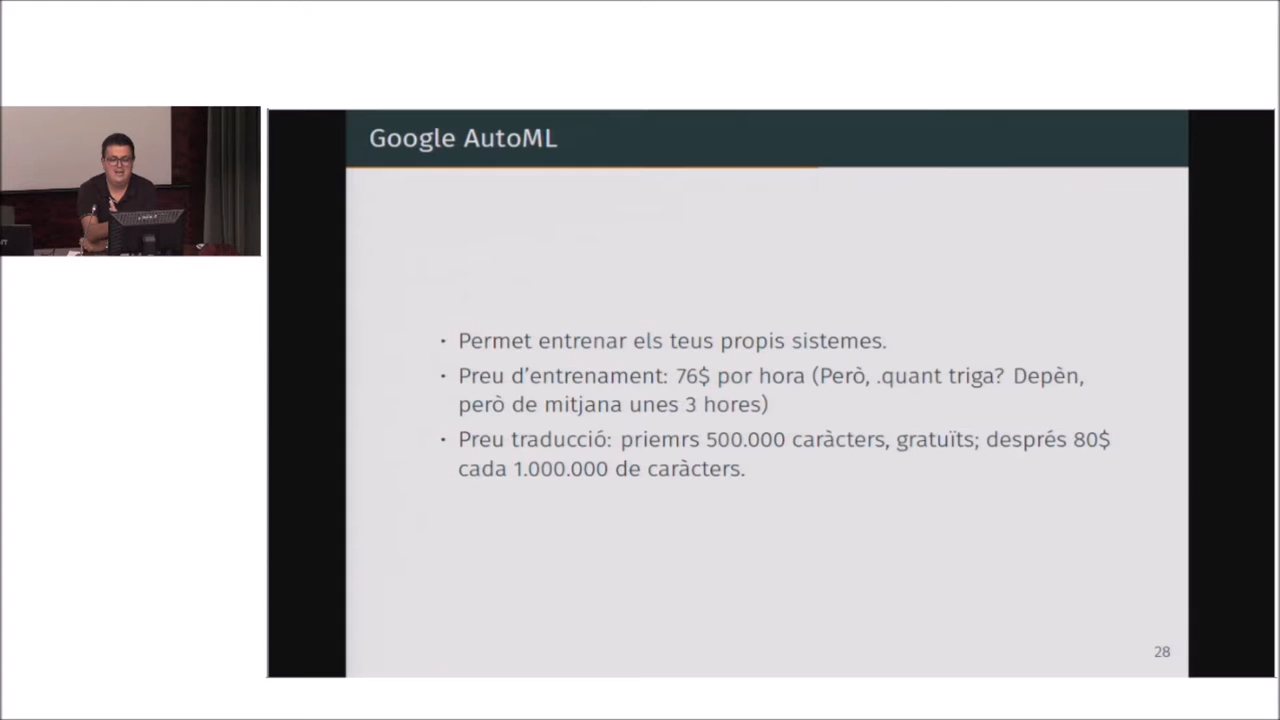 Google AutoML
· Permet entrenar els teus propis sistemes.
· Preu d'entrenament: 76$ por hora (Però, .quant triga? Depèn,
però de mitjana unes 3 hores)
· Preu traducció: priemrs 500.000 caràcters, gratuïts; després 80$
cada 1.000.000 de caràcters.
28